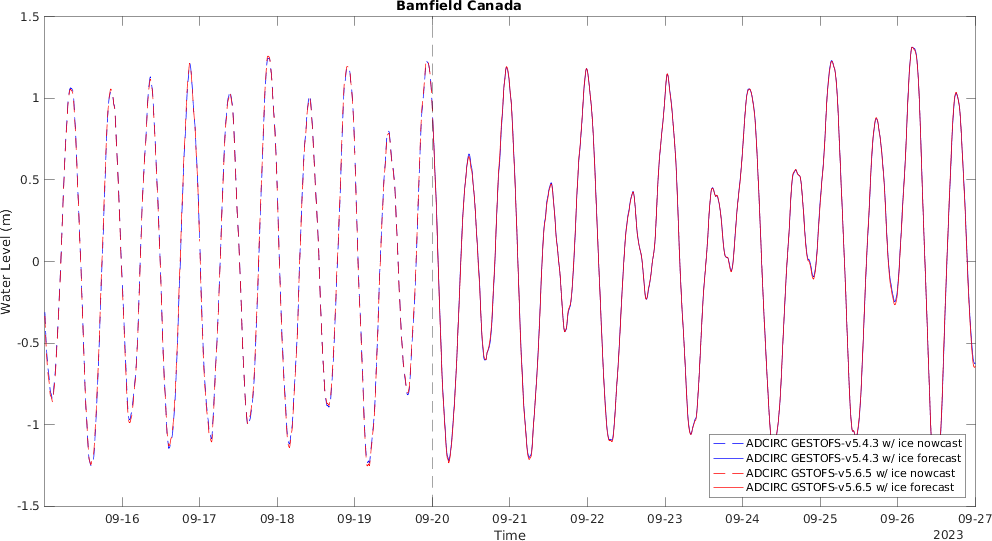 Bamfield Canada
1.5
1
0.5
0
-0.5
-1
-1.5
Water Level (m)
ADCIRC GESTOFS-v5.4.3 w/ ice nowcast
ADCIRC GESTOFS-v5.4.3 w/ ice forecast
ADCIRC GSTOFS-v5.6.5 w/ ice nowcast
ADCIRC GSTOFS-v5.6.5 w/ ice forecast
09-16 09-17 09-18 09-19 09-20 09-21 09-22 09-23 09-24 09-25 09-26 09-27
Time
2023